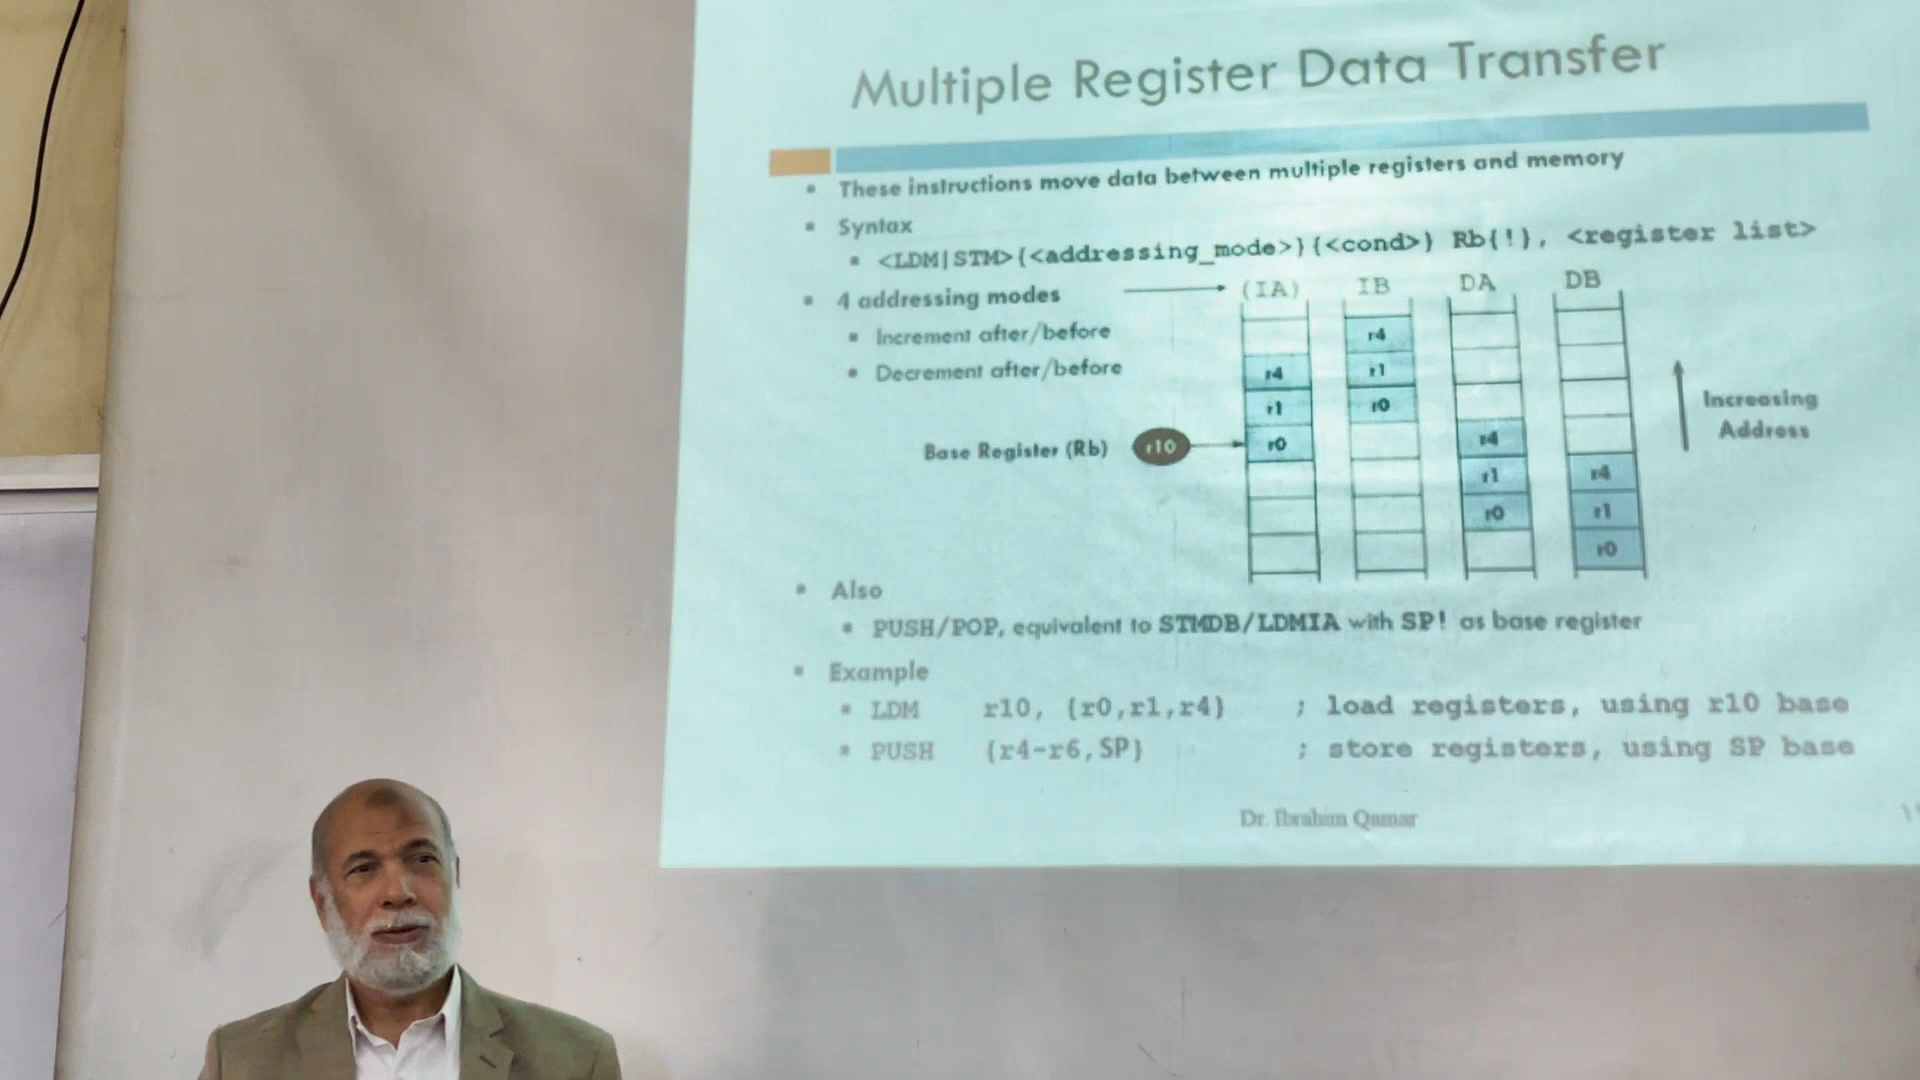 Multiple Register Data Transfer
These instructions move data between multiple registers and memory
Syntax
<LDM|STM>{<addressing_mode>}{<cond>} Rb{!}, <register list>
4 addressing modes
(IA) IB DA DB
Increment after/before
Decrement after/before
r4
r1
r0
r4
r1
r0
r4
r1
r0
r4
r1
r0
Base Register (Rb) r10
Increasing
Address
Also
PUSH/POP, equivalent to STMDB/LDMIA with SP! as base register
Example
LDM r10, {r0,r1,r4} ; load registers, using r10 base
PUSH {r4-r6,SP} ; store registers, using SP base
Dr. Ibrahim Qamar